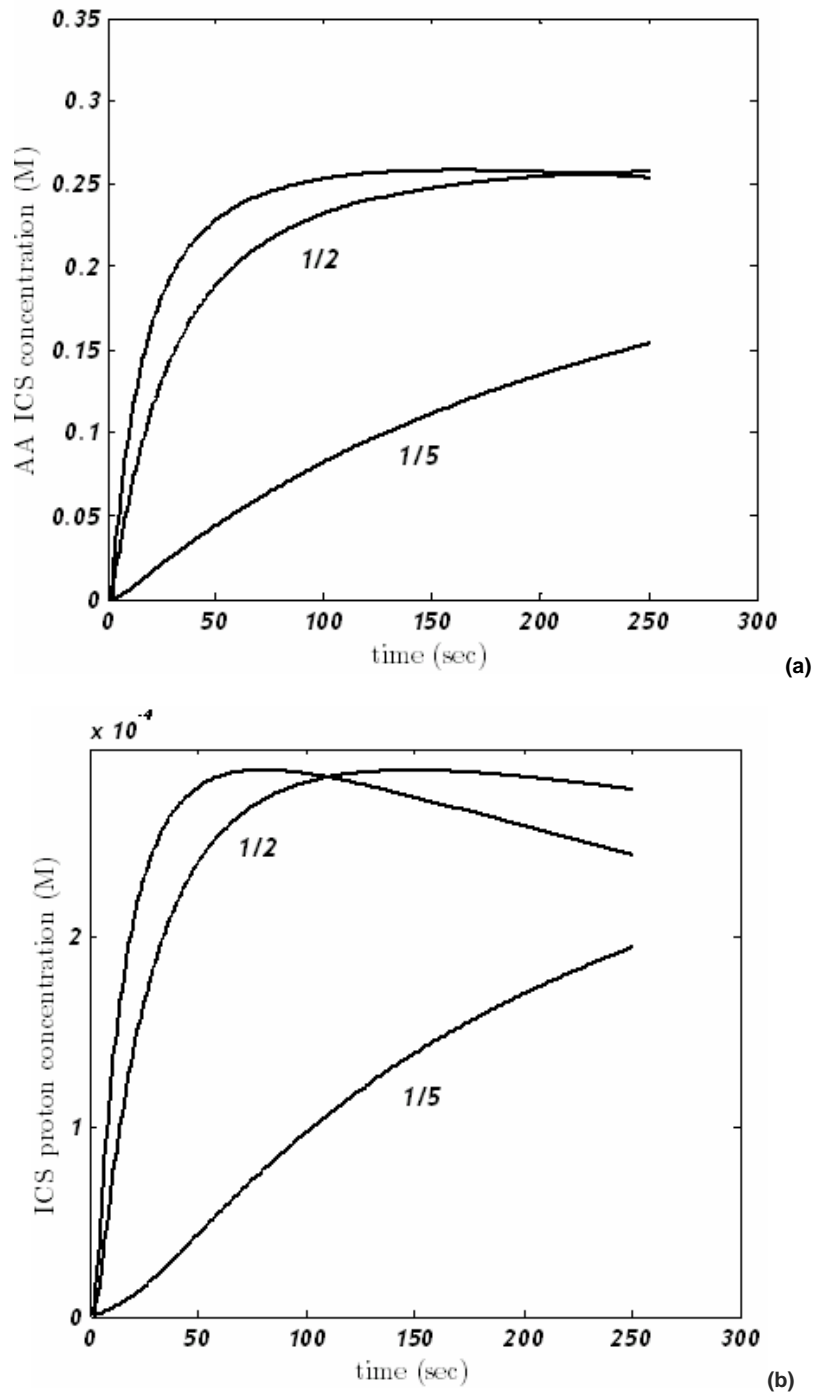 0.35
0.3
0.25
0.2
0.15
0.1
0.05
0
AA ICS concentration (M)
1/2
1/5
0 50 100 150 200 250 300
time (sec)
(a)
x 10^-4
2
1
0
ICS proton concentration (M)
1/2
1/5
0 50 100 150 200 250 300
time (sec)
(b)